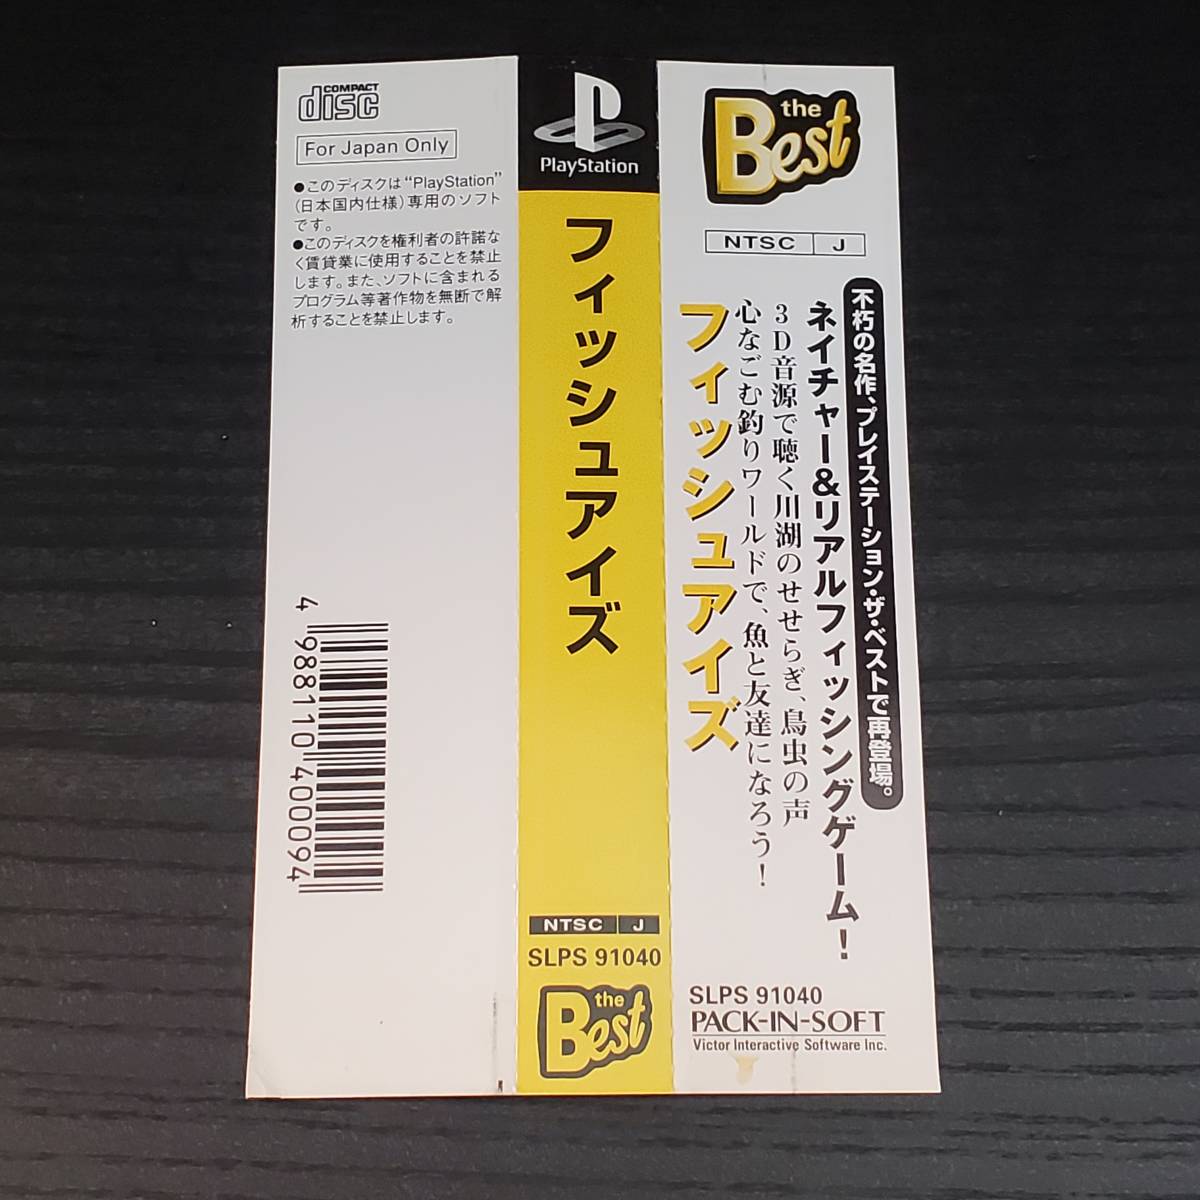 COMPACT
disc
For Japan Only
●このディスクは“PlayStation”
(日本国内仕様)専用のソフト
です。
●このディスクを権利者の許諾な
く賃貸業に使用することを禁止
します。また、ソフトに含まれる
プログラム等著作物を無断で解
析することを禁止します。
4 988110 400094
PlayStation
フィッシュアイズ
NTSC J
SLPS 91040
the
Best
the
Best
NTSC J
不朽の名作、プレイステーション・ザ・ベストで再登場。
ネイチャー&リアルフィッシングゲーム!
3D音源で聴く川湖のせせらぎ、鳥虫の声
心なごむ釣りワールドで、魚と友達になろう!
フィッシュアイズ
SLPS 91040
PACK-IN-SOFT
Victor Interactive Software Inc.